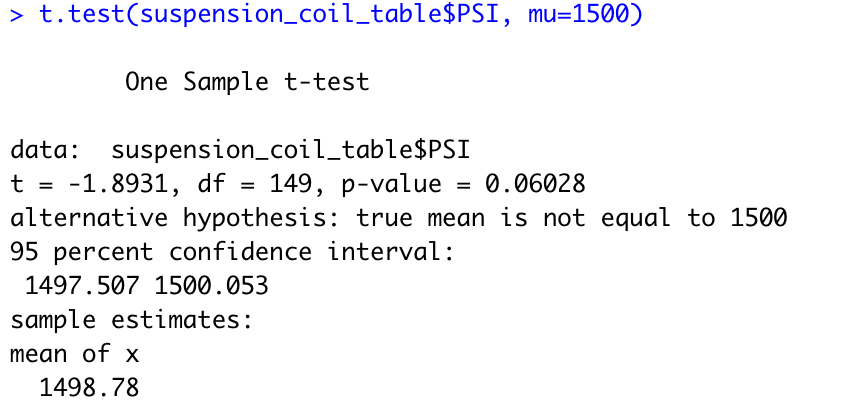 > t.test(suspension_coil_table$PSI, mu=1500)
One Sample t-test
data:  suspension_coil_table$PSI
t = -1.8931, df = 149, p-value = 0.06028
alternative hypothesis: true mean is not equal to 1500
95 percent confidence interval:
1497.507 1500.053
sample estimates:
mean of x
1498.78